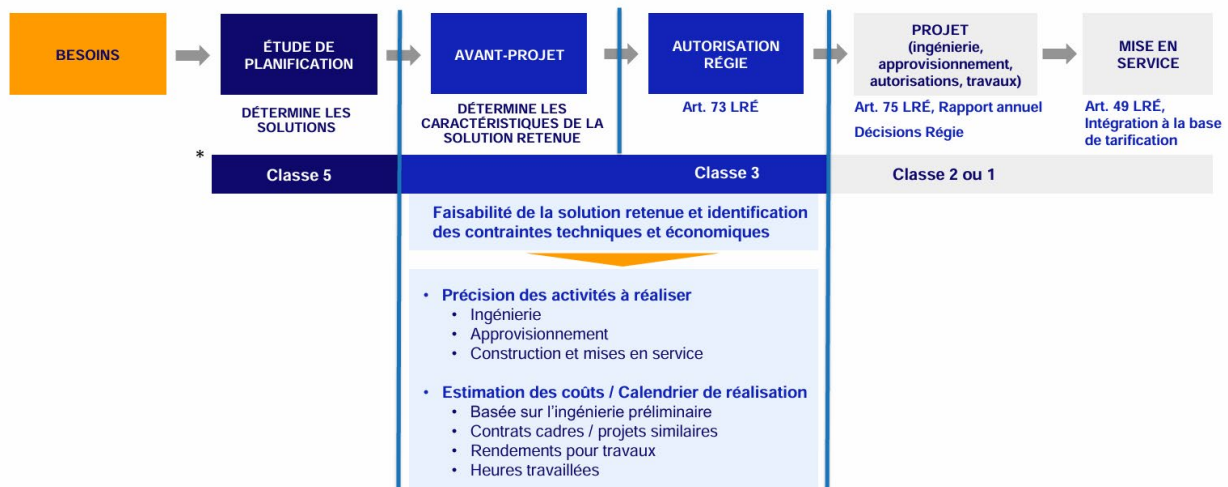 BESOINS
ÉTUDE DE
PLANIFICATION
AVANT-PROJET
AUTORISATION
RÉGIE
PROJET
(ingénierie,
approvisionnement,
autorisations, travaux)
MISE EN
SERVICE
DÉTERMINE LES
SOLUTIONS
DÉTERMINE LES
CARACTÉRISTIQUES DE LA
SOLUTION RETENUE
Art. 73 LRÉ
Art. 75 LRÉ, Rapport annuel
Décisions Régie
Art. 49 LRÉ,
Intégration à la base
de tarification
*
Classe 5
Classe 3
Classe 2 ou 1
Faisabilité de la solution retenue et identification
des contraintes techniques et économiques
• Précision des activités à réaliser
• Ingénierie
• Approvisionnement
• Construction et mises en service
• Estimation des coûts / Calendrier de réalisation
• Basée sur l'ingénierie préliminaire
• Contrats cadres / projets similaires
• Rendements pour travaux
• Heures travaillées